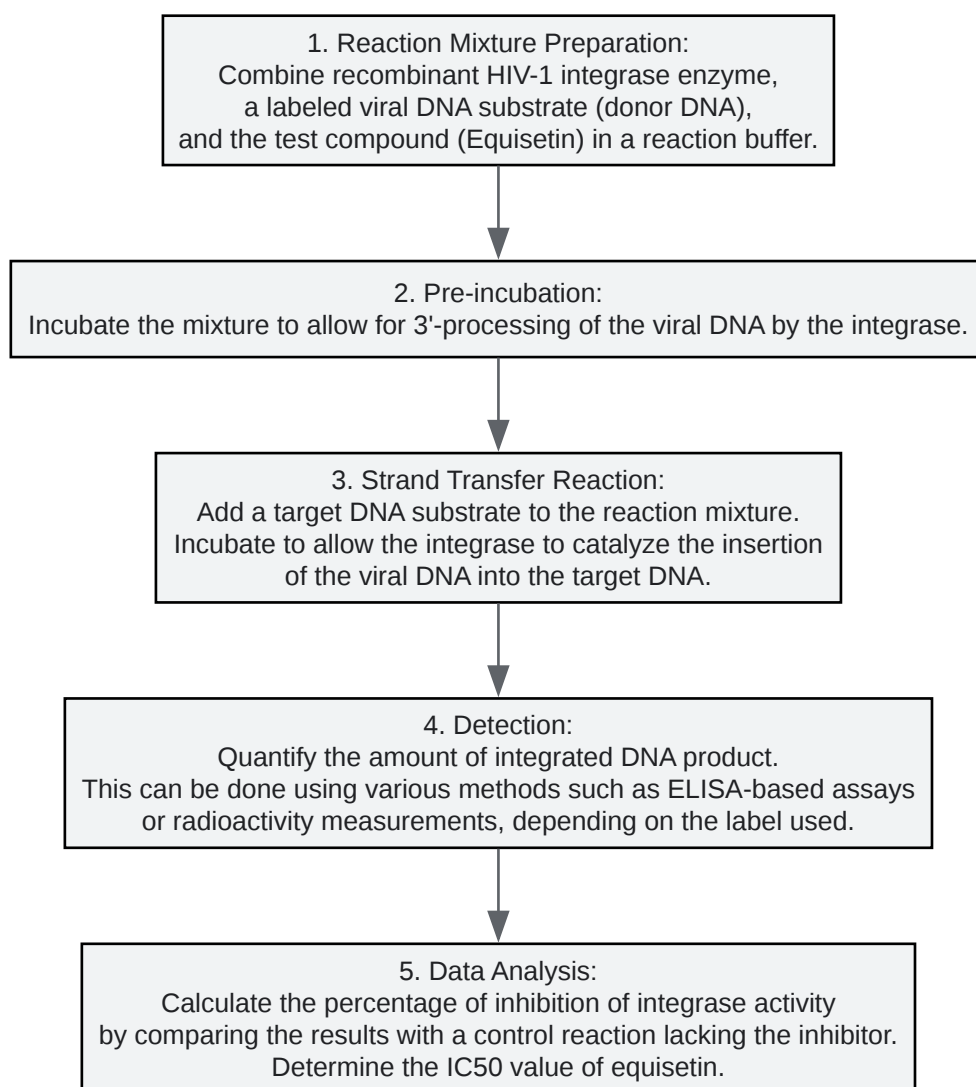 1. Reaction Mixture Preparation:
Combine recombinant HIV-1 integrase enzyme,
a labeled viral DNA substrate (donor DNA),
and the test compound (Equisetin) in a reaction buffer.
2. Pre-incubation:
Incubate the mixture to allow for 3'-processing of the viral DNA by the integrase.
3. Strand Transfer Reaction:
Add a target DNA substrate to the reaction mixture.
Incubate to allow the integrase to catalyze the insertion
of the viral DNA into the target DNA.
4. Detection:
Quantify the amount of integrated DNA product.
This can be done using various methods such as ELISA-based assays
or radioactivity measurements, depending on the label used.
5. Data Analysis:
Calculate the percentage of inhibition of integrase activity
by comparing the results with a control reaction lacking the inhibitor.
Determine the IC50 value of equisetin.